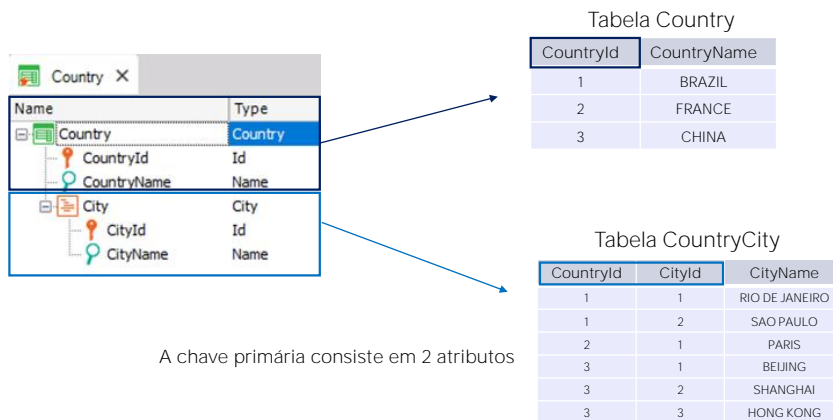 Tabela Country
CountryId CountryName
1 BRAZIL
2 FRANCE
3 CHINA
Country X
Name Type
Country Country
CountryId Id
CountryName Name
City City
CityId Id
CityName Name
Tabela CountryCity
CountryId CityId CityName
1 1 RIO DE JANEIRO
1 2 SAO PAULO
2 1 PARIS
3 1 BEIJING
3 2 SHANGHAI
3 3 HONG KONG
A chave primária consiste em 2 atributos